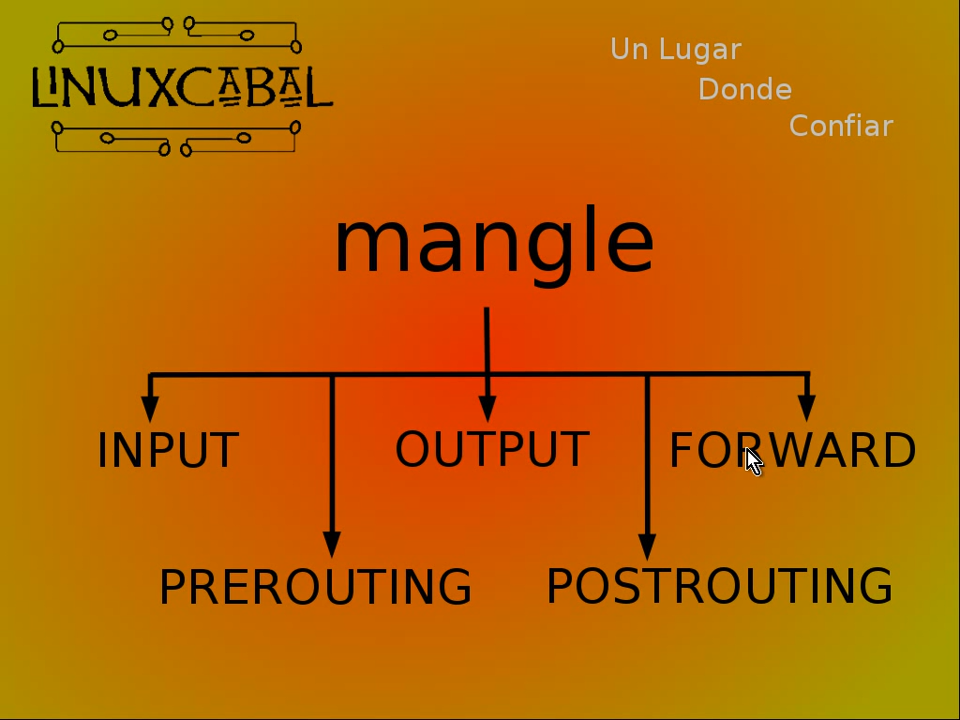 LINUXCABAL
Un Lugar
Donde
Confiar
mangle
INPUT
OUTPUT
FORWARD
PREROUTING
POSTROUTING